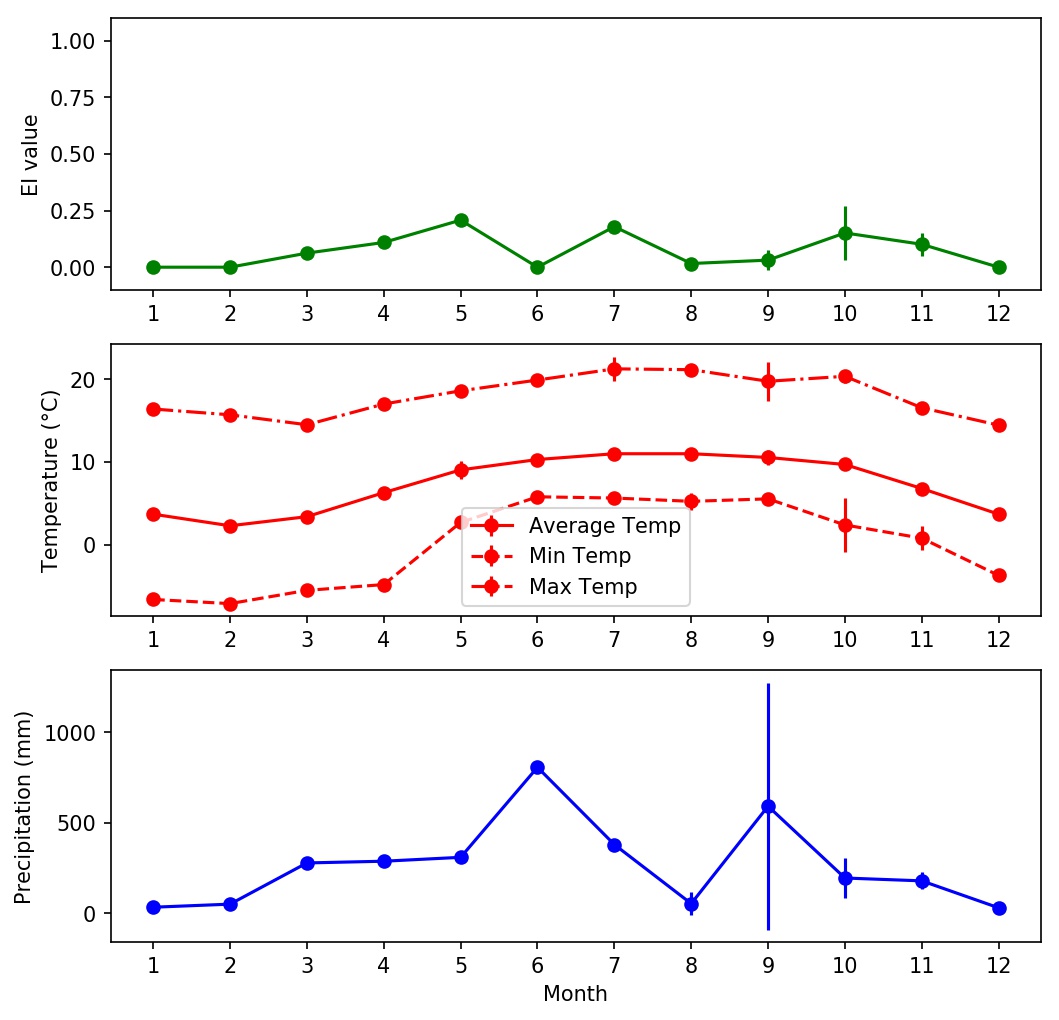 EI value
1.00
0.75
0.50
0.25
0.00
1 2 3 4 5 6 7 8 9 10 11 12
Temperature (°C)
20
10
0
Average Temp
Min Temp
Max Temp
1 2 3 4 5 6 7 8 9 10 11 12
Precipitation (mm)
1000
500
0
1 2 3 4 5 6 7 8 9 10 11 12
Month